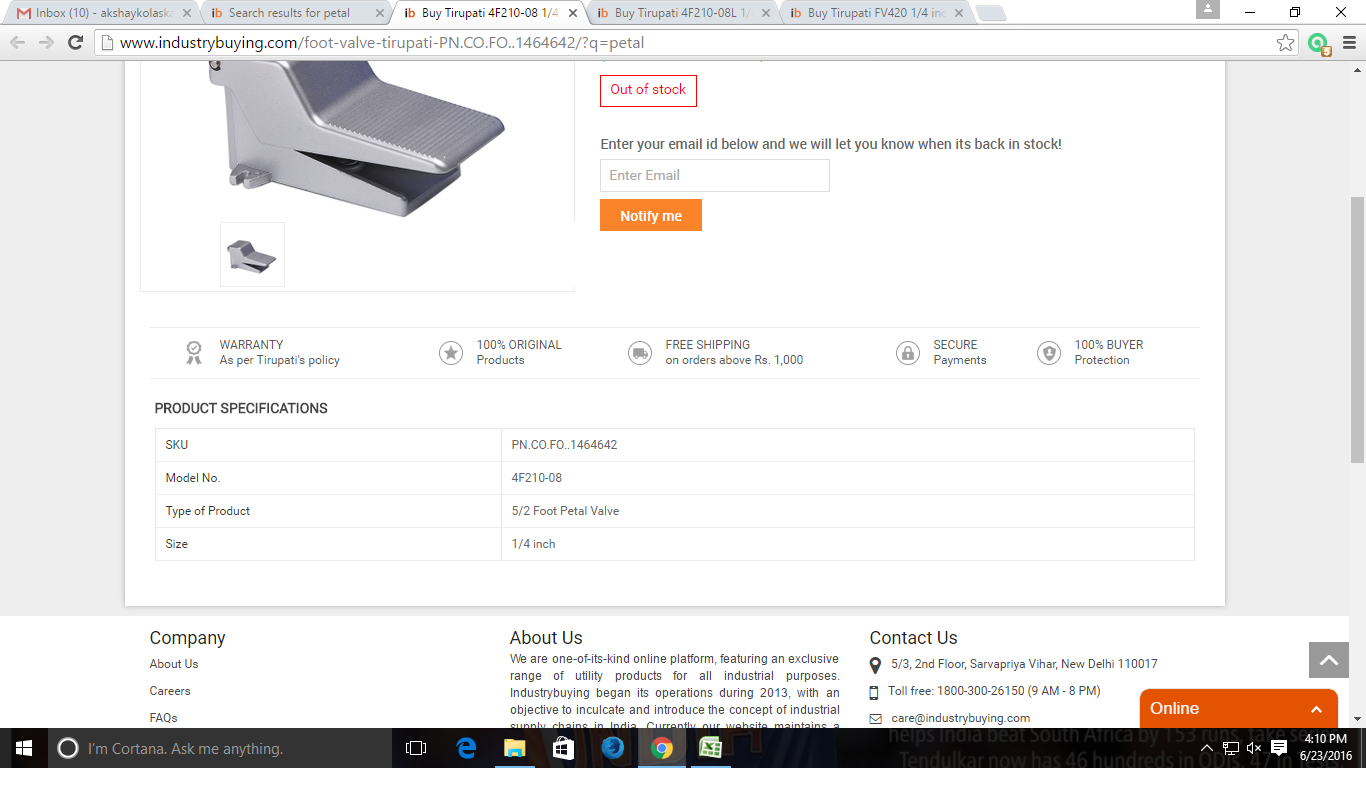 Inbox (10) - akshaykolaska
Search results for petal
ib Buy Tirupati 4F210-08 1/4
ib Buy Tirupati 4F210-08L 1/
ib Buy Tirupati FV420 1/4 inc
www.industrybuying.com/foot-valve-tirupati-PN.CO.FO..1464642/?q=petal
Out of stock
Enter your email id below and we will let you know when its back in stock!
Enter Email
Notify me
WARRANTY
As per Tirupati's policy
100% ORIGINAL
Products
FREE SHIPPING
on orders above Rs. 1,000
SECURE
Payments
100% BUYER
Protection
PRODUCT SPECIFICATIONS
SKU PN.CO.FO..1464642
Model No. 4F210-08
Type of Product 5/2 Foot Petal Valve
Size 1/4 inch
Company
About Us
Careers
FAQs
About Us
We are one-of-its-kind online platform, featuring an exclusive
range of utility products for all industrial purposes.
Industrybuying began its operations during 2013, with an
objective to inculcate and introduce the concept of industrial
supply chains in India. Currently our website maintains a
Contact Us
5/3, 2nd Floor, Sarvapriya Vihar, New Delhi 110017
Toll free: 1800-300-26150 (9 AM - 8 PM)
care@industrybuying.com
Online
I'm Cortana. Ask me anything.
helps India beat South Africa by 153 runs, take se
Tendulkar now has 46 hundreds in ODIs, 47 in Tests
4:10 PM
6/23/2016